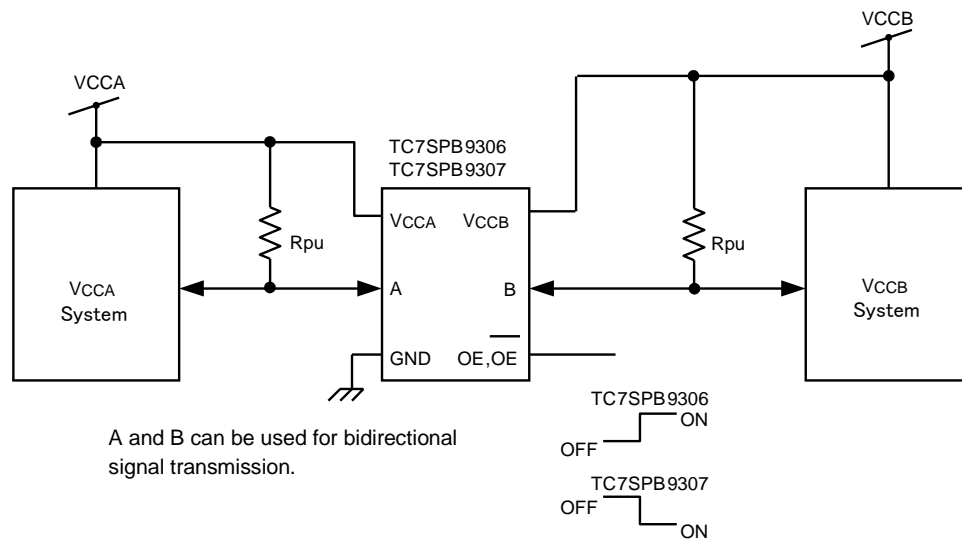 VCCB
VCCA
TC7SPB9306
TC7SPB9307
VCCA
VCCB
Rpu
Rpu
VCCA
System
A
B
VCCB
System
GND
OE,OE
TC7SPB9306
ON
OFF
A and B can be used for bidirectional
signal transmission.
TC7SPB9307
OFF
ON